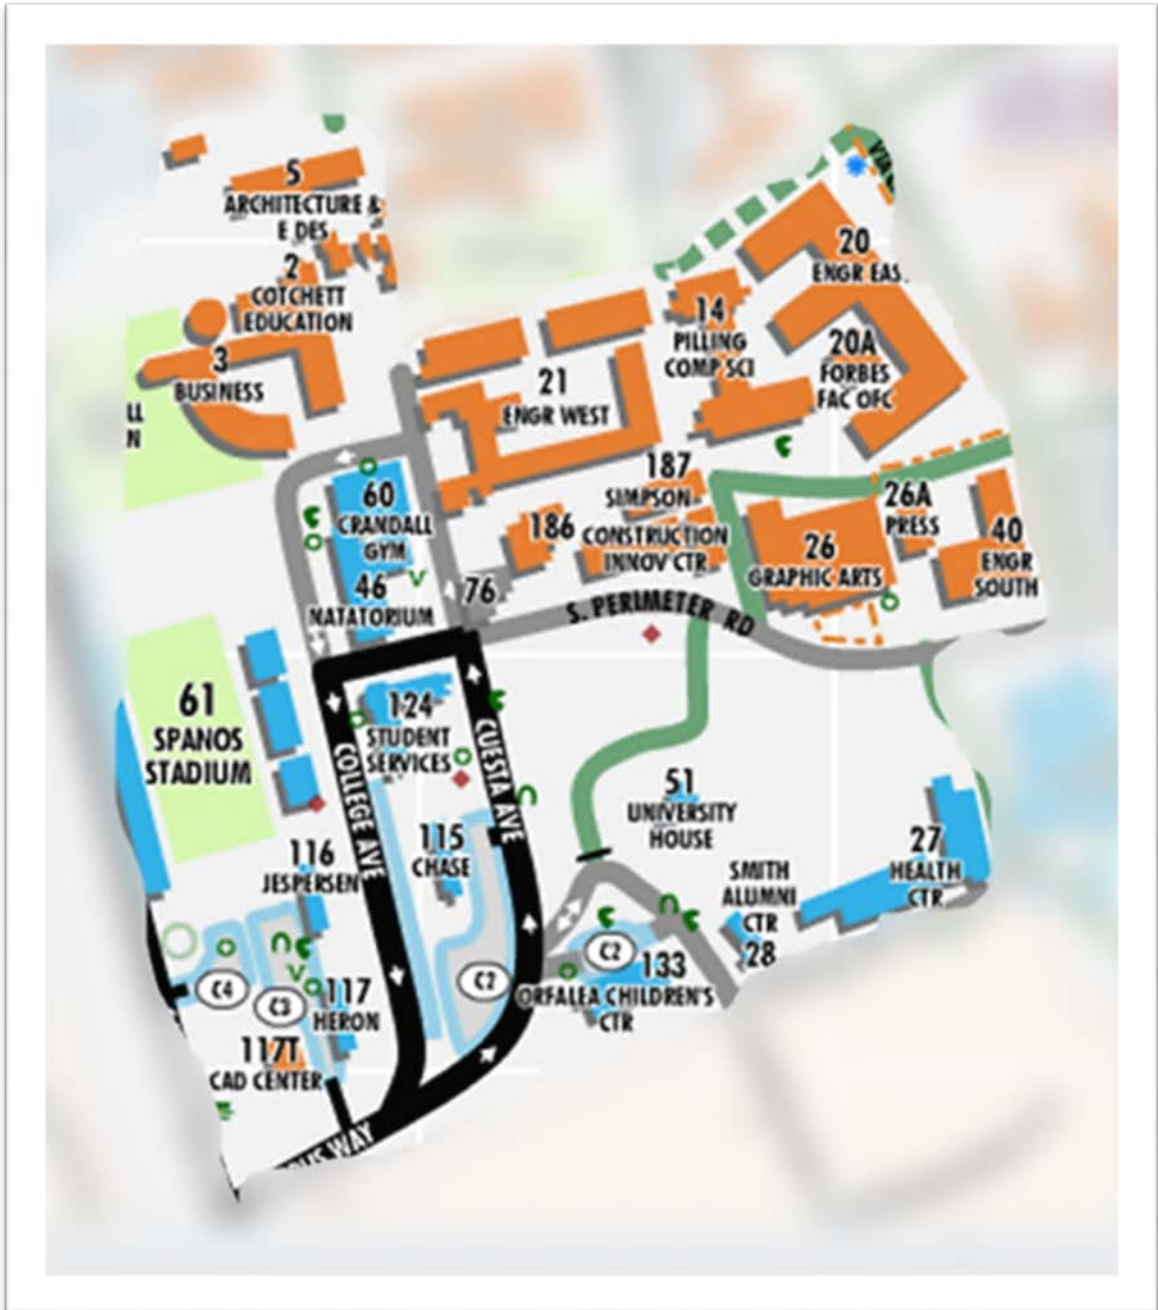 5
ARCHITECTURE &
E DES
2
COTCHETT
EDUCATION
3
BUSINESS
LL
N
20
ENGR EAS
14
PILLING
COMP SCI
20A
FORBES
FAC OFC
21
ENGR WEST
187
SIMPSON
60
CRANDALL
GYM
186
CONSTRUCTION
INNOV CTR
26A
PRESS
26
GRAPHIC ARTS
40
ENGR
SOUTH
46
NATATORIUM
76
S. PERIMETER RD
61
SPANOS
STADIUM
124
STUDENT
SERVICES
COLLEGE AVE
CUESTA AVE
51
UNIVERSITY
HOUSE
115
CHASE
116
JESPERSEN
27
HEALTH
CTR
SMITH
ALUMNI
CTR
28
C4
C3
C2
C2
133
ORFALEA CHILDREN'S
CTR
117
HERON
117T
CAD CENTER
WAY